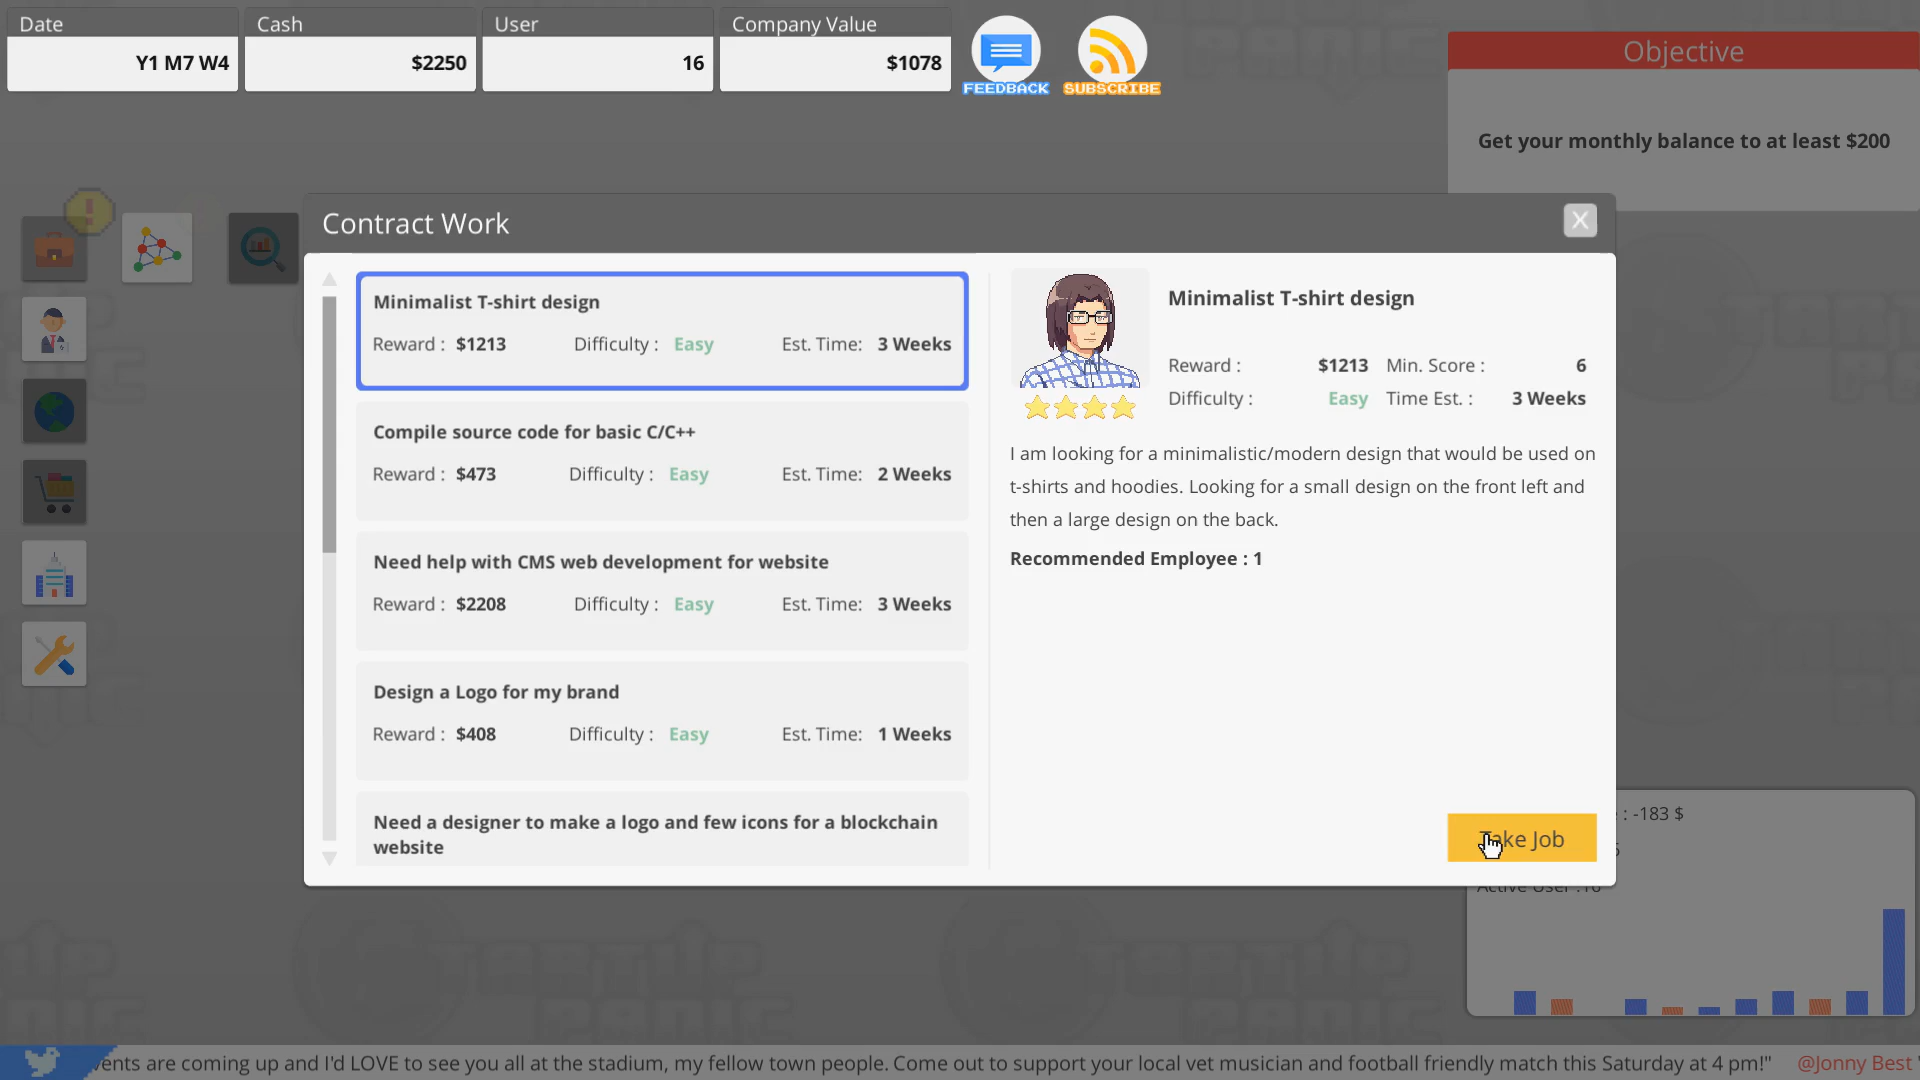 Date
Y1 M7 W4
Cash
$2250
User
16
Company Value
$1078
FEEDBACK
SUBSCRIBE
Objective
Get your monthly balance to at least $200
Contract Work
X
Minimalist T-shirt design
Reward : $1213 Difficulty : Easy Est. Time: 3 Weeks
Compile source code for basic C/C++
Reward : $473 Difficulty : Easy Est. Time: 2 Weeks
Need help with CMS web development for website
Reward : $2208 Difficulty : Easy Est. Time: 3 Weeks
Design a Logo for my brand
Reward : $408 Difficulty : Easy Est. Time: 1 Weeks
Need a designer to make a logo and few icons for a blockchain
website
Minimalist T-shirt design
Reward : $1213 Min. Score : 6
Difficulty : Easy Time Est. : 3 Weeks
I am looking for a minimalistic/modern design that would be used on
t-shirts and hoodies. Looking for a small design on the front left and
then a large design on the back.
Recommended Employee : 1
Take Job
: -183 $
Active User :16
ents are coming up and I'd LOVE to see you all at the stadium, my fellow town people. Come out to support your local vet musician and football friendly match this Saturday at 4 pm!" @Jonny Best "